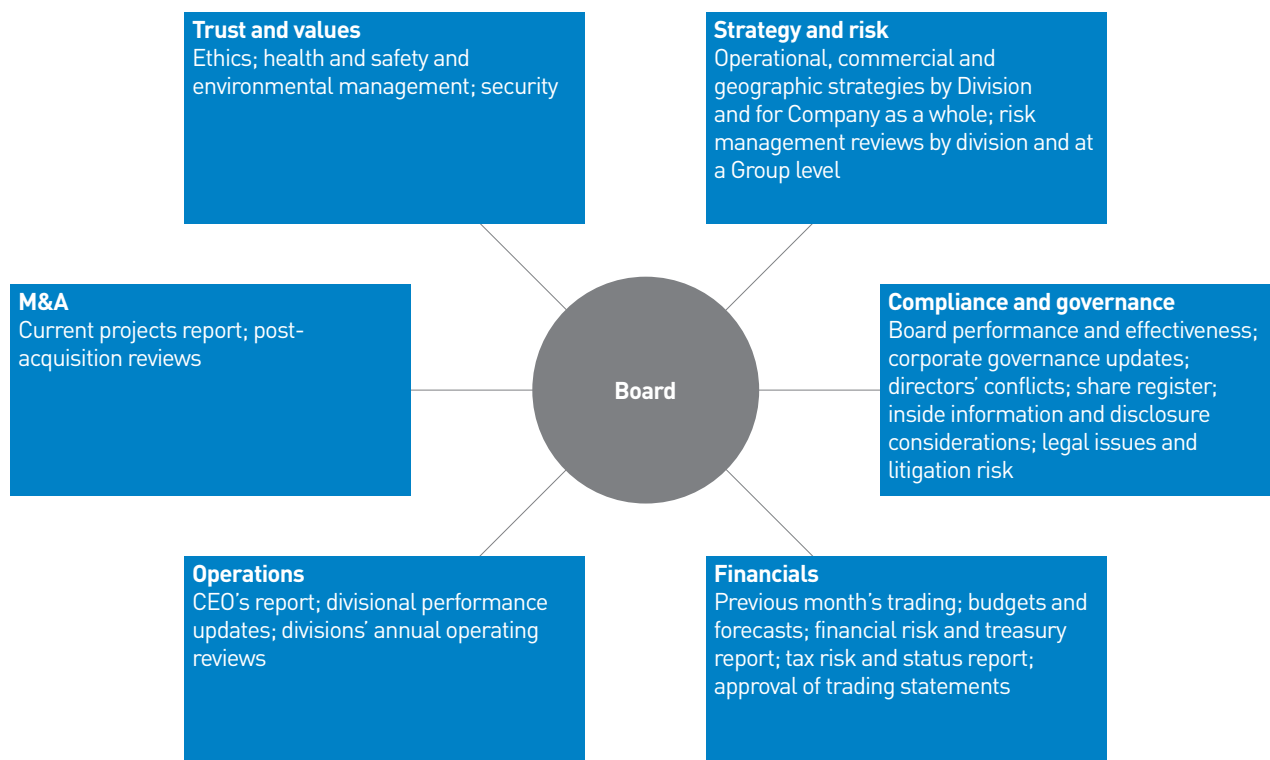 Trust and values
Ethics; health and safety and
environmental management; security
Strategy and risk
Operational, commercial and
geographic strategies by Division
and for Company as a whole; risk
management reviews by division and at
a Group level
M&A
Current projects report; post-
acquisition reviews
Board
Compliance and governance
Board performance and effectiveness;
corporate governance updates;
directors’ conflicts; share register;
inside information and disclosure
considerations; legal issues and
litigation risk
Operations
CEO’s report; divisional performance
updates; divisions’ annual operating
reviews
Financials
Previous month’s trading; budgets and
forecasts; financial risk and treasury
report; tax risk and status report;
approval of trading statements